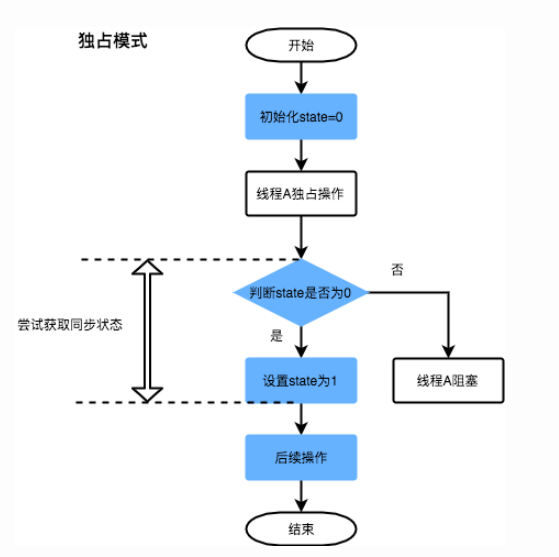 独占模式
开始
初始化state=0
线程A独占操作
判断state是否为0
否
尝试获取同步状态
是
设置state为1
线程A阻塞
后续操作
结束